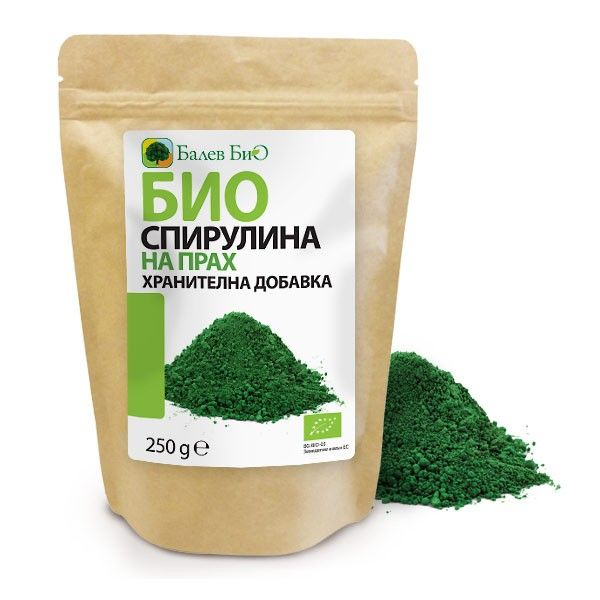 Балев БиО
БИО
СПИРУЛИНА
НА ПРАХ
ХРАНИТЕЛНА ДОБАВКА
250 g ℮